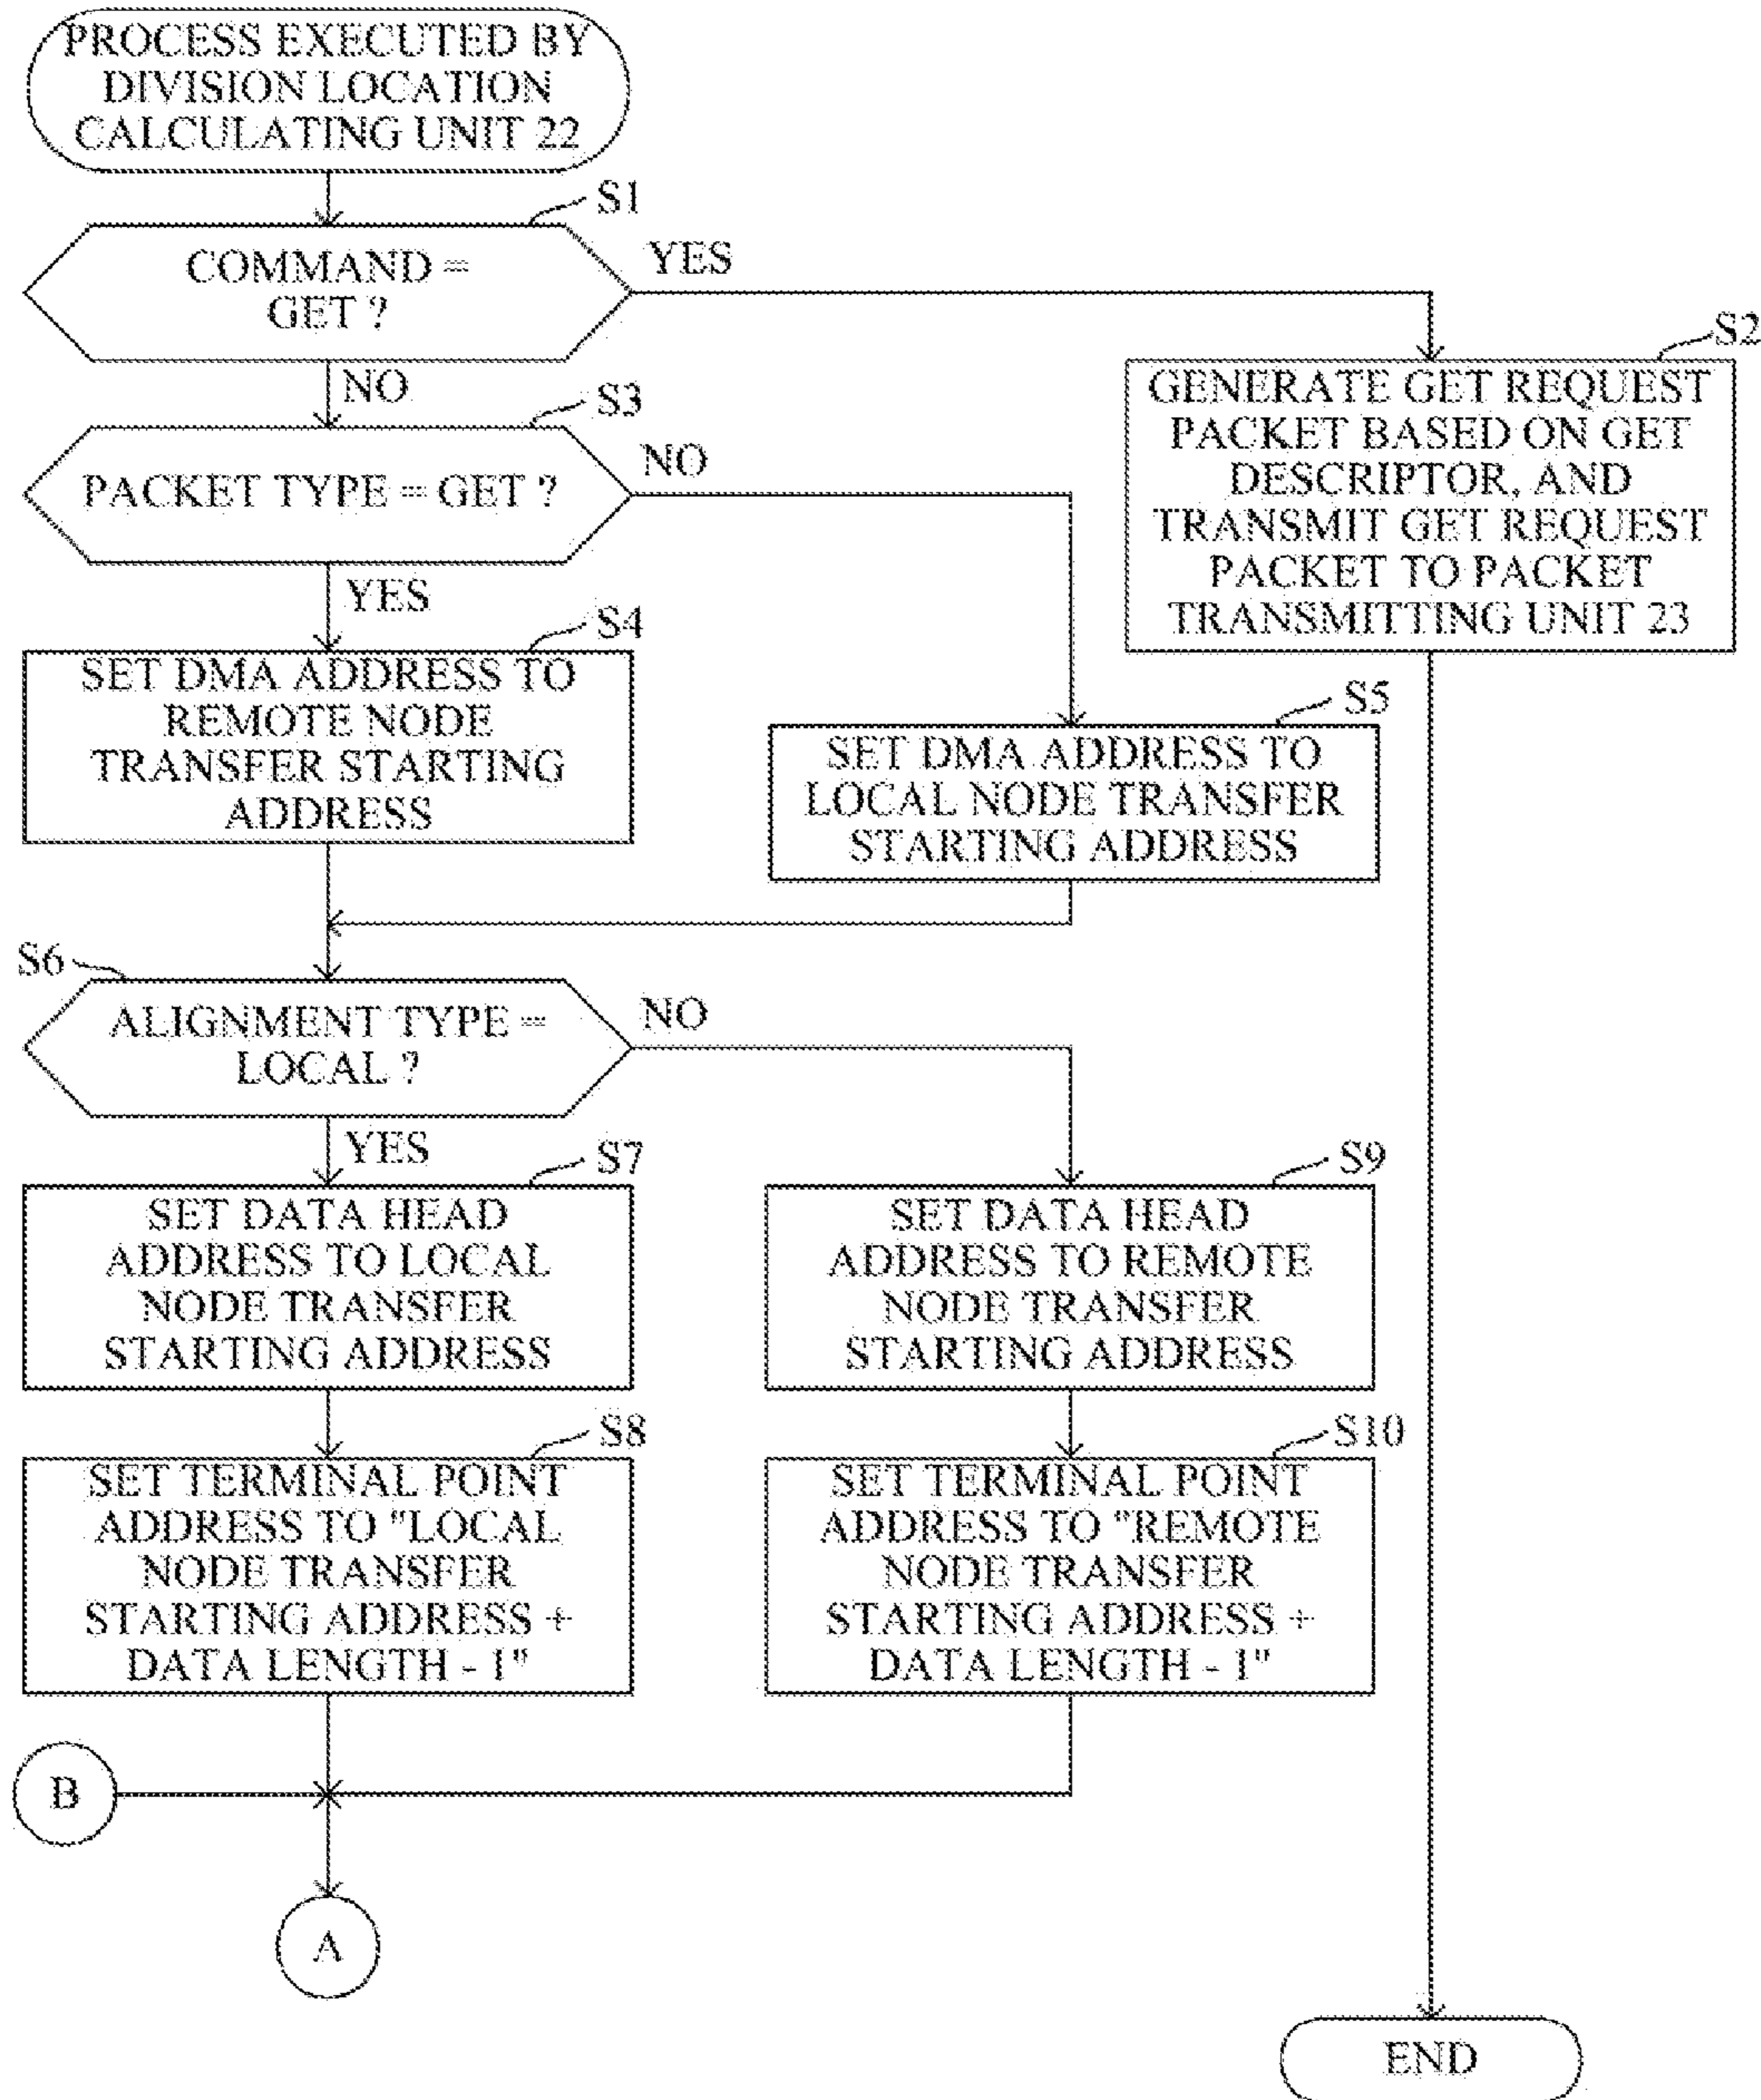 PROCESS EXECUTED BY
DIVISION LOCATION
CALCULATING UNIT 22
S1
COMMAND =
GET ?
YES
NO
S2
GENERATE GET REQUEST
PACKET BASED ON GET
DESCRIPTOR, AND
TRANSMIT GET REQUEST
PACKET TO PACKET
TRANSMITTING UNIT 23
S3
PACKET TYPE = GET ?
NO
YES
S4
SET DMA ADDRESS TO
REMOTE NODE
TRANSFER STARTING
ADDRESS
S5
SET DMA ADDRESS TO
LOCAL NODE TRANSFER
STARTING ADDRESS
S6
ALIGNMENT TYPE =
LOCAL ?
NO
YES
S7
SET DATA HEAD
ADDRESS TO LOCAL
NODE TRANSFER
STARTING ADDRESS
S9
SET DATA HEAD
ADDRESS TO REMOTE
NODE TRANSFER
STARTING ADDRESS
S8
SET TERMINAL POINT
ADDRESS TO "LOCAL
NODE TRANSFER
STARTING ADDRESS +
DATA LENGTH - 1"
S10
SET TERMINAL POINT
ADDRESS TO "REMOTE
NODE TRANSFER
STARTING ADDRESS +
DATA LENGTH - 1"
B
A
END